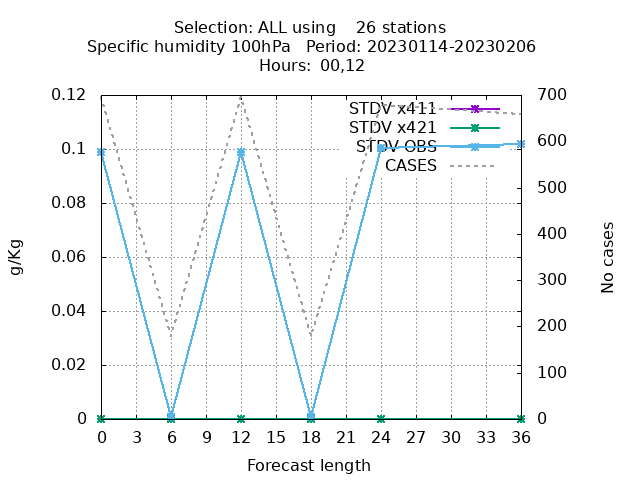 Selection: ALL using    26 stations
Specific humidity 100hPa   Period: 20230114-20230206
Hours:  00,12
0.12
0.1
0.08
0.06
0.04
0.02
0
g/Kg
STDV x411
STDV x421
STDV OBS
CASES
700
600
500
400
300
200
100
0
No cases
0 3 6 9 12 15 18 21 24 27 30 33 36
Forecast length